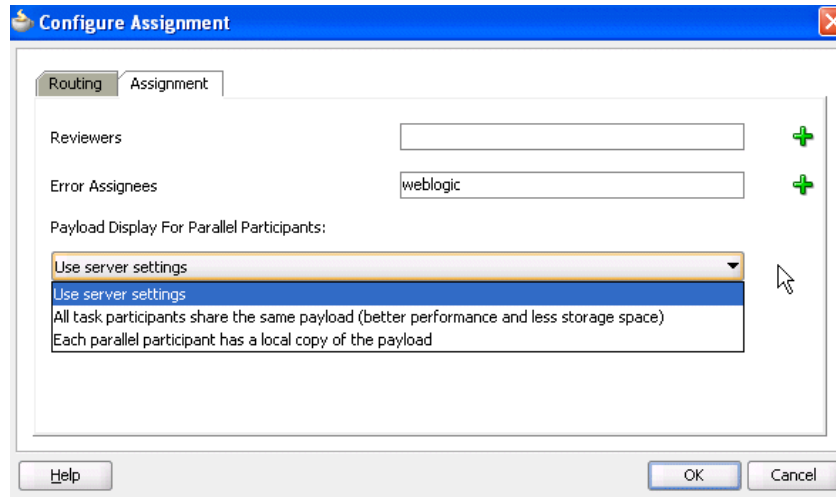 Configure Assignment
Routing Assignment
Reviewers
Error Assignees weblogic
Payload Display For Parallel Participants:
Use server settings
Use server settings
All task participants share the same payload (better performance and less storage space)
Each parallel participant has a local copy of the payload
Help OK Cancel